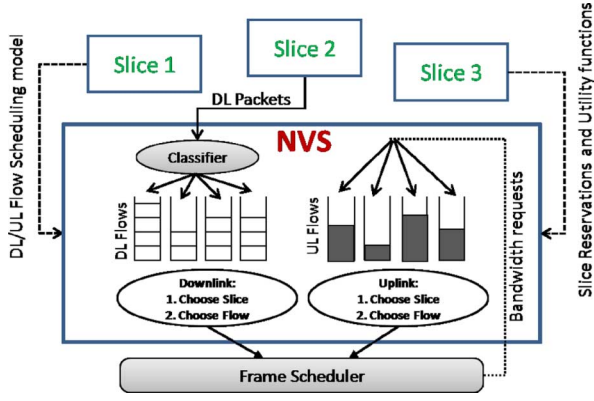 Slice 1
Slice 2
Slice 3
DL/UL Flow Scheduling model
Slice Reservations and Utility functions
DL Packets
NVS
Classifier
DL Flows
UL Flows
Bandwidth requests
Downlink:
1. Choose Slice
2. Choose Flow
Uplink:
1. Choose Slice
2. Choose Flow
Frame Scheduler